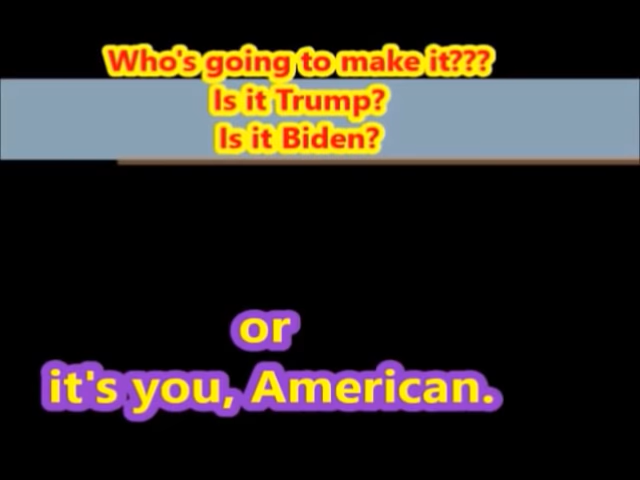 Who's going to make it???
Is it Trump?
Is it Biden?
or
it's you, American.